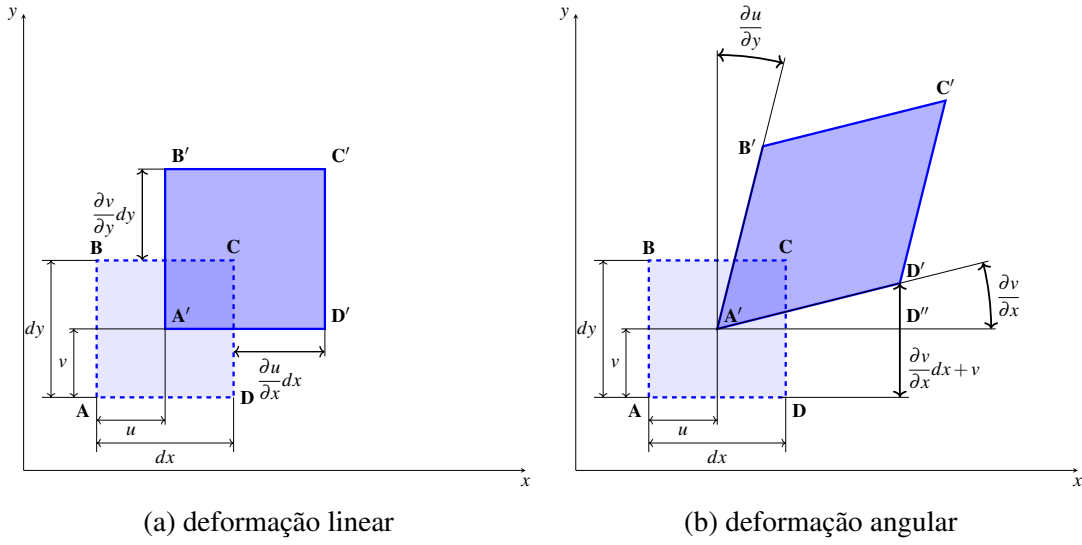 y
B′
C′
∂v/∂y dy
B
C
dy
A′
D′
v
∂u/∂x dx
A
D
u
dx
x
(a) deformação linear
y
∂u/∂y
C′
B′
B
C
D′
∂v/∂x
dy
A′
D″
v
∂v/∂x dx + v
A
D
u
dx
x
(b) deformação angular